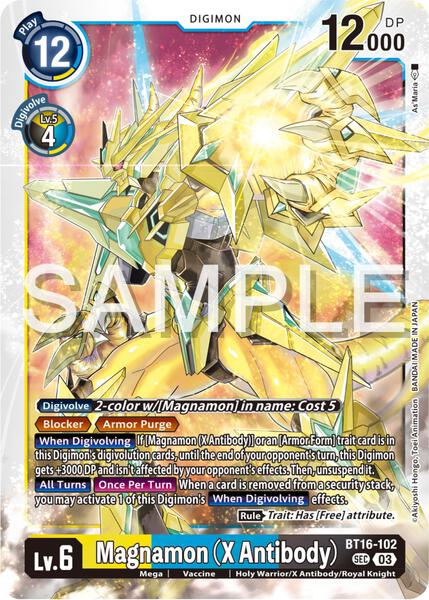 Play
12
DIGIMON
12000
DP
Digivolve
Lv.5
4
As'Maria
SAMPLE
©Akiyoshi Hongo, Toei Animation
BANDAI MADE IN JAPAN
Digivolve 2-color w/[Magnamon] in name: Cost 5
Blocker Armor Purge
When Digivolving If [Magnamon (X Antibody)] or an [Armor Form] trait card is in
this Digimon's digivolution cards, until the end of your opponent's turn, this Digimon
gets +3000 DP and isn't affected by your opponent's effects. Then, unsuspend it.
All Turns Once Per Turn When a card is removed from a security stack,
you may activate 1 of this Digimon's When Digivolving effects.
Rule Trait: Has [Free] attribute.
Lv.6
Magnamon (X Antibody)
BT16-102
SEC 03
Mega | Vaccine | Holy Warrior/X Antibody/Royal Knight